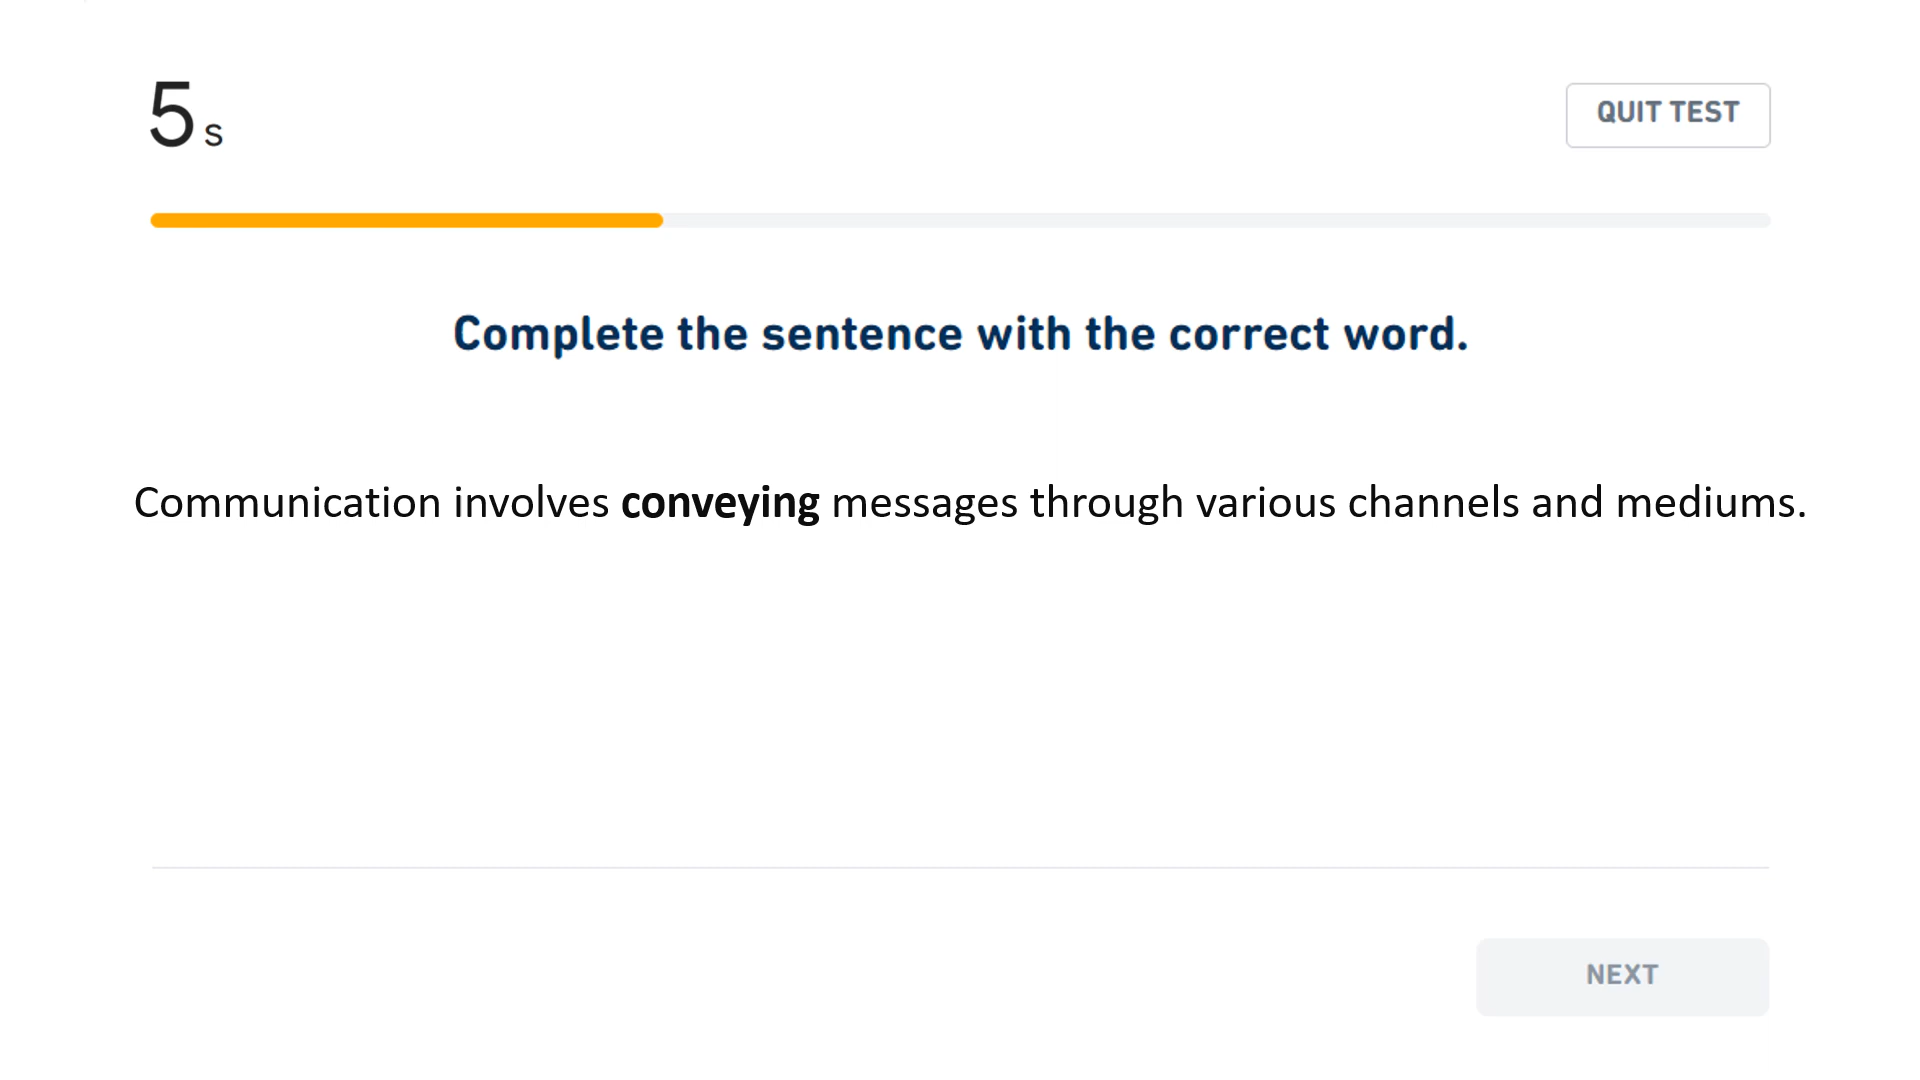 5 s
QUIT TEST
Complete the sentence with the correct word.
Communication involves conveying messages through various channels and mediums.
NEXT